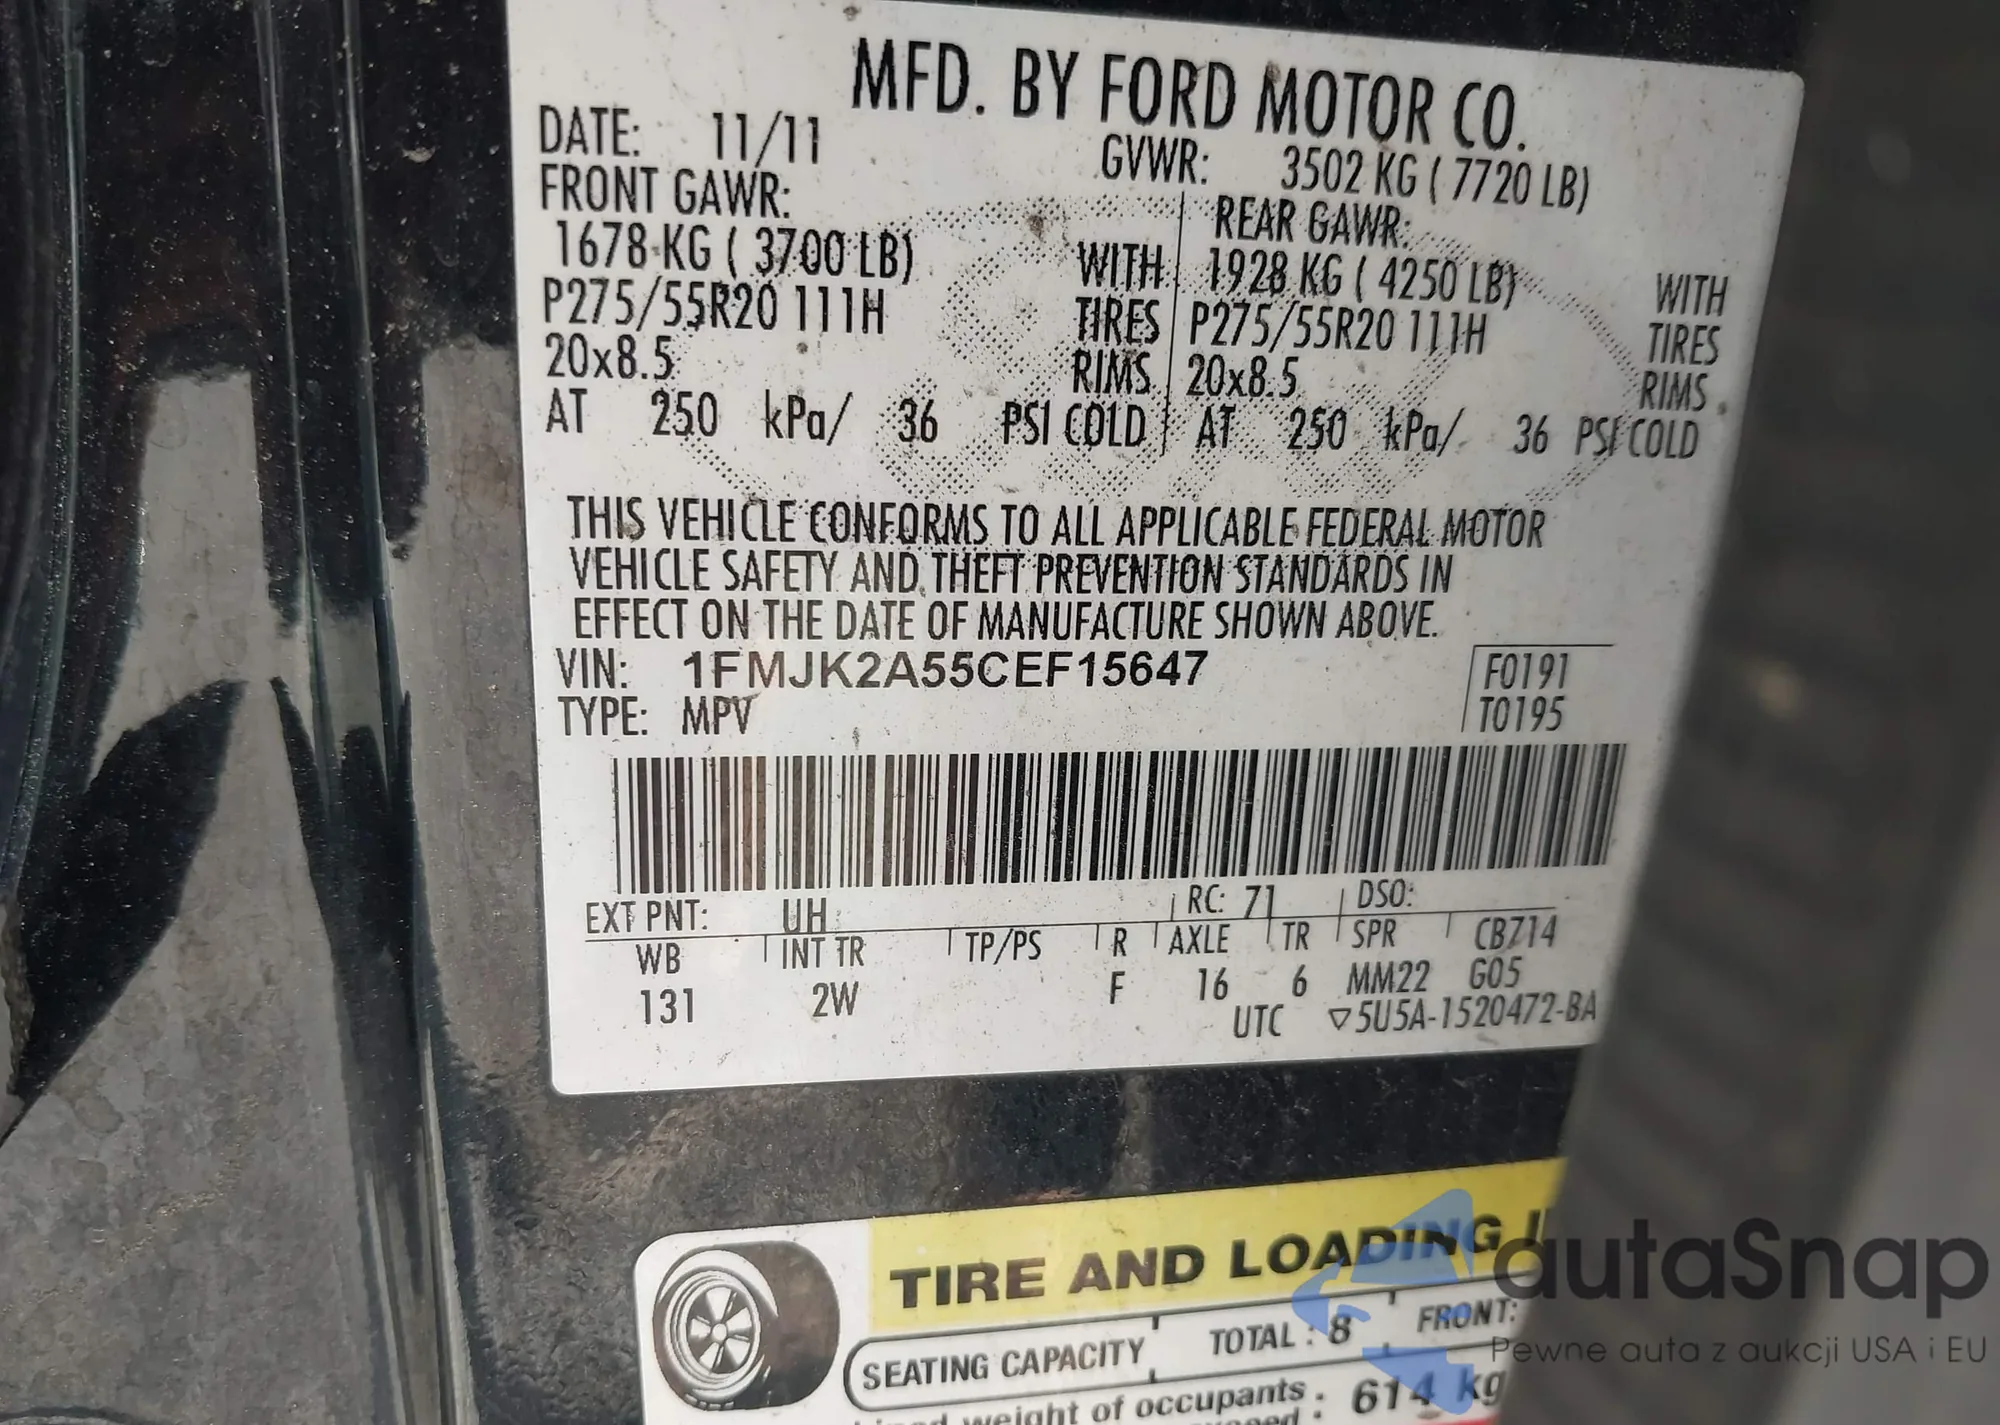 MFD. BY FORD MOTOR CO.
DATE: 11/11 GVWR: 3502 KG ( 7720 LB)
FRONT GAWR: REAR GAWR:
1678 KG ( 3700 LB) WITH 1928 KG ( 4250 LB) WITH
P275/55R20 111H TIRES P275/55R20 111H TIRES
20x8.5 RIMS 20x8.5 RIMS
AT 250 kPa/ 36 PSI COLD AT 250 kPa/ 36 PSI COLD
THIS VEHICLE CONFORMS TO ALL APPLICABLE FEDERAL MOTOR
VEHICLE SAFETY AND THEFT PREVENTION STANDARDS IN
EFFECT ON THE DATE OF MANUFACTURE SHOWN ABOVE.
VIN: 1FMJK2A55CEF15647 F0191
TYPE: MPV T0195
EXT PNT: UH RC: 71 DSO:
WB INT TR TP/PS R AXLE TR SPR CB714
131 2W F 16 6 MM22 G05
UTC ▽5U5A-1520472-BA
TIRE AND LOADING
SEATING CAPACITY TOTAL : 8 FRONT:
weight of occupants : 614 kg
autaSnap
Pewne auta z aukcji USA i EU